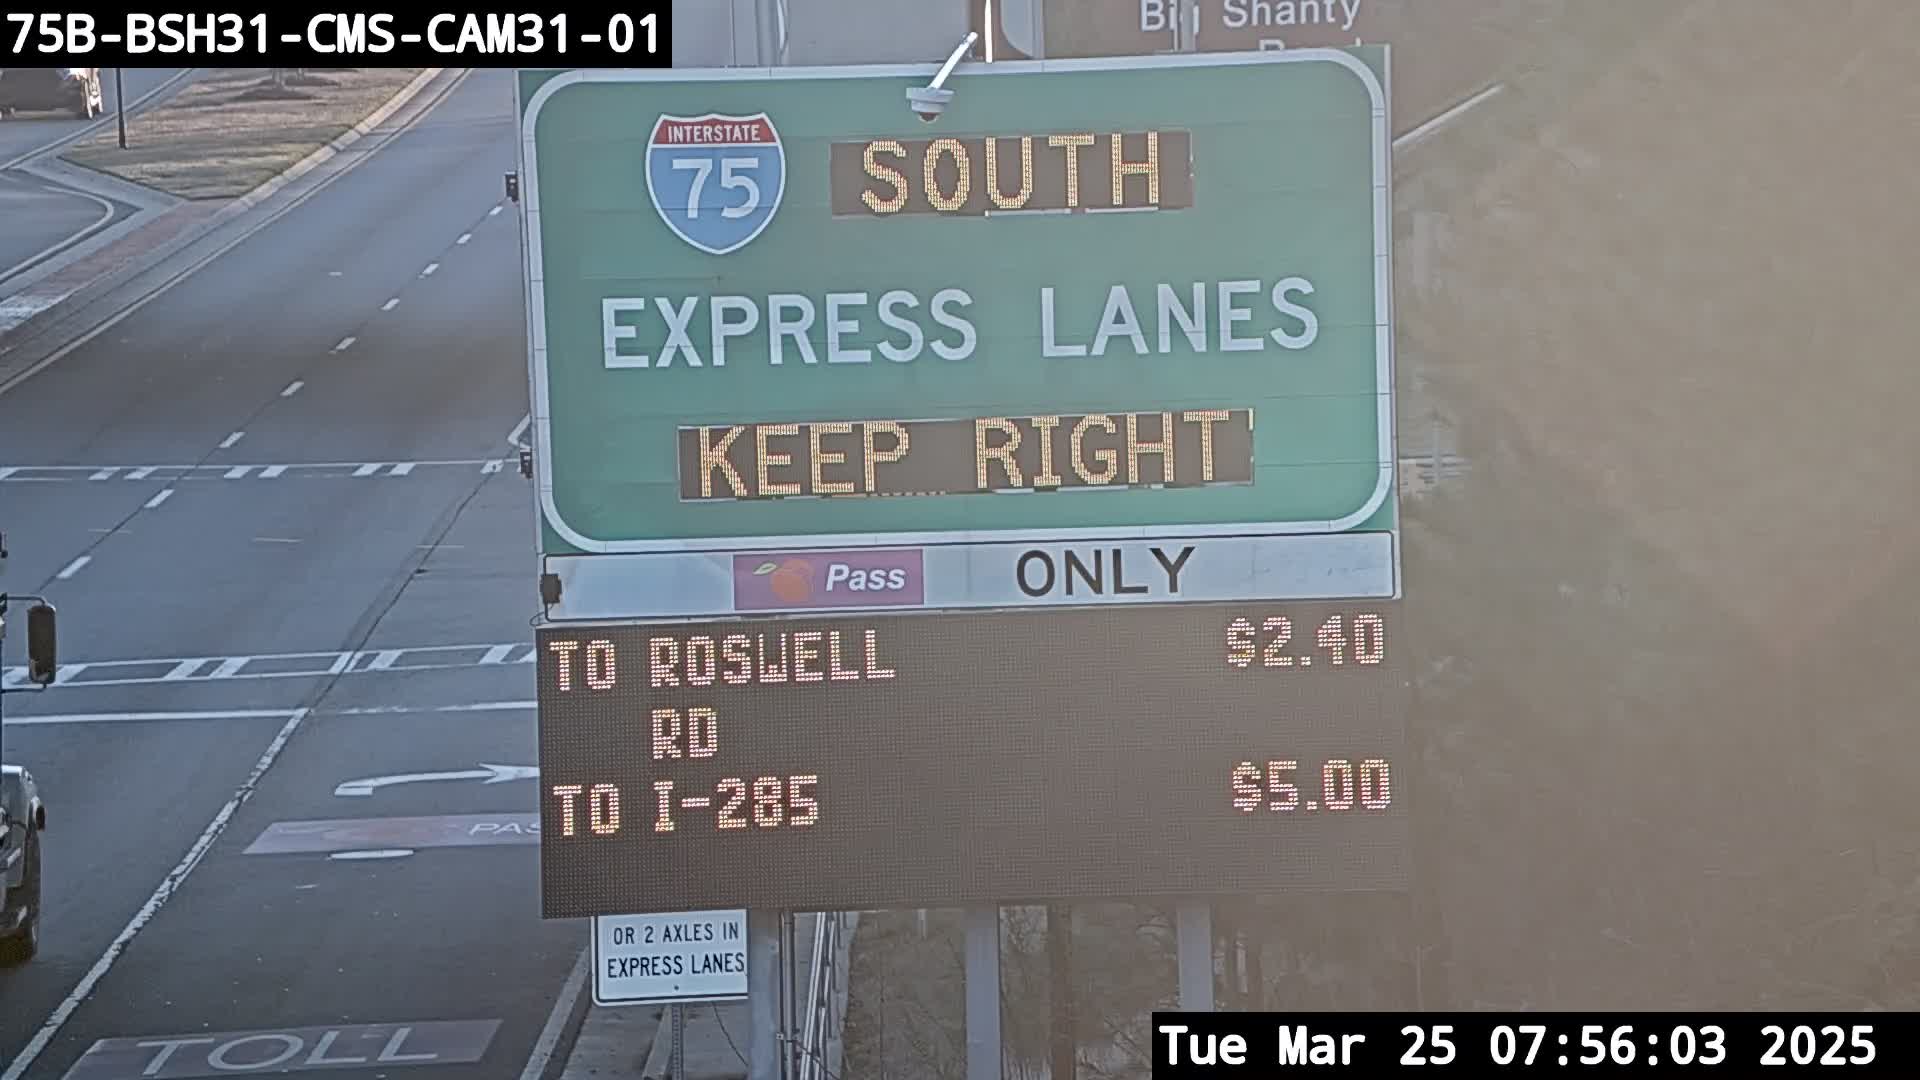 75B-BSH31-CMS-CAM31-01
Big Shanty
INTERSTATE
75
SOUTH
EXPRESS LANES
KEEP RIGHT
Pass
ONLY
TO ROSWELL $2.40
RD
TO I-285 $5.00
PAS
OR 2 AXLES IN
EXPRESS LANES
TOLL
Tue Mar 25 07:56:03 2025